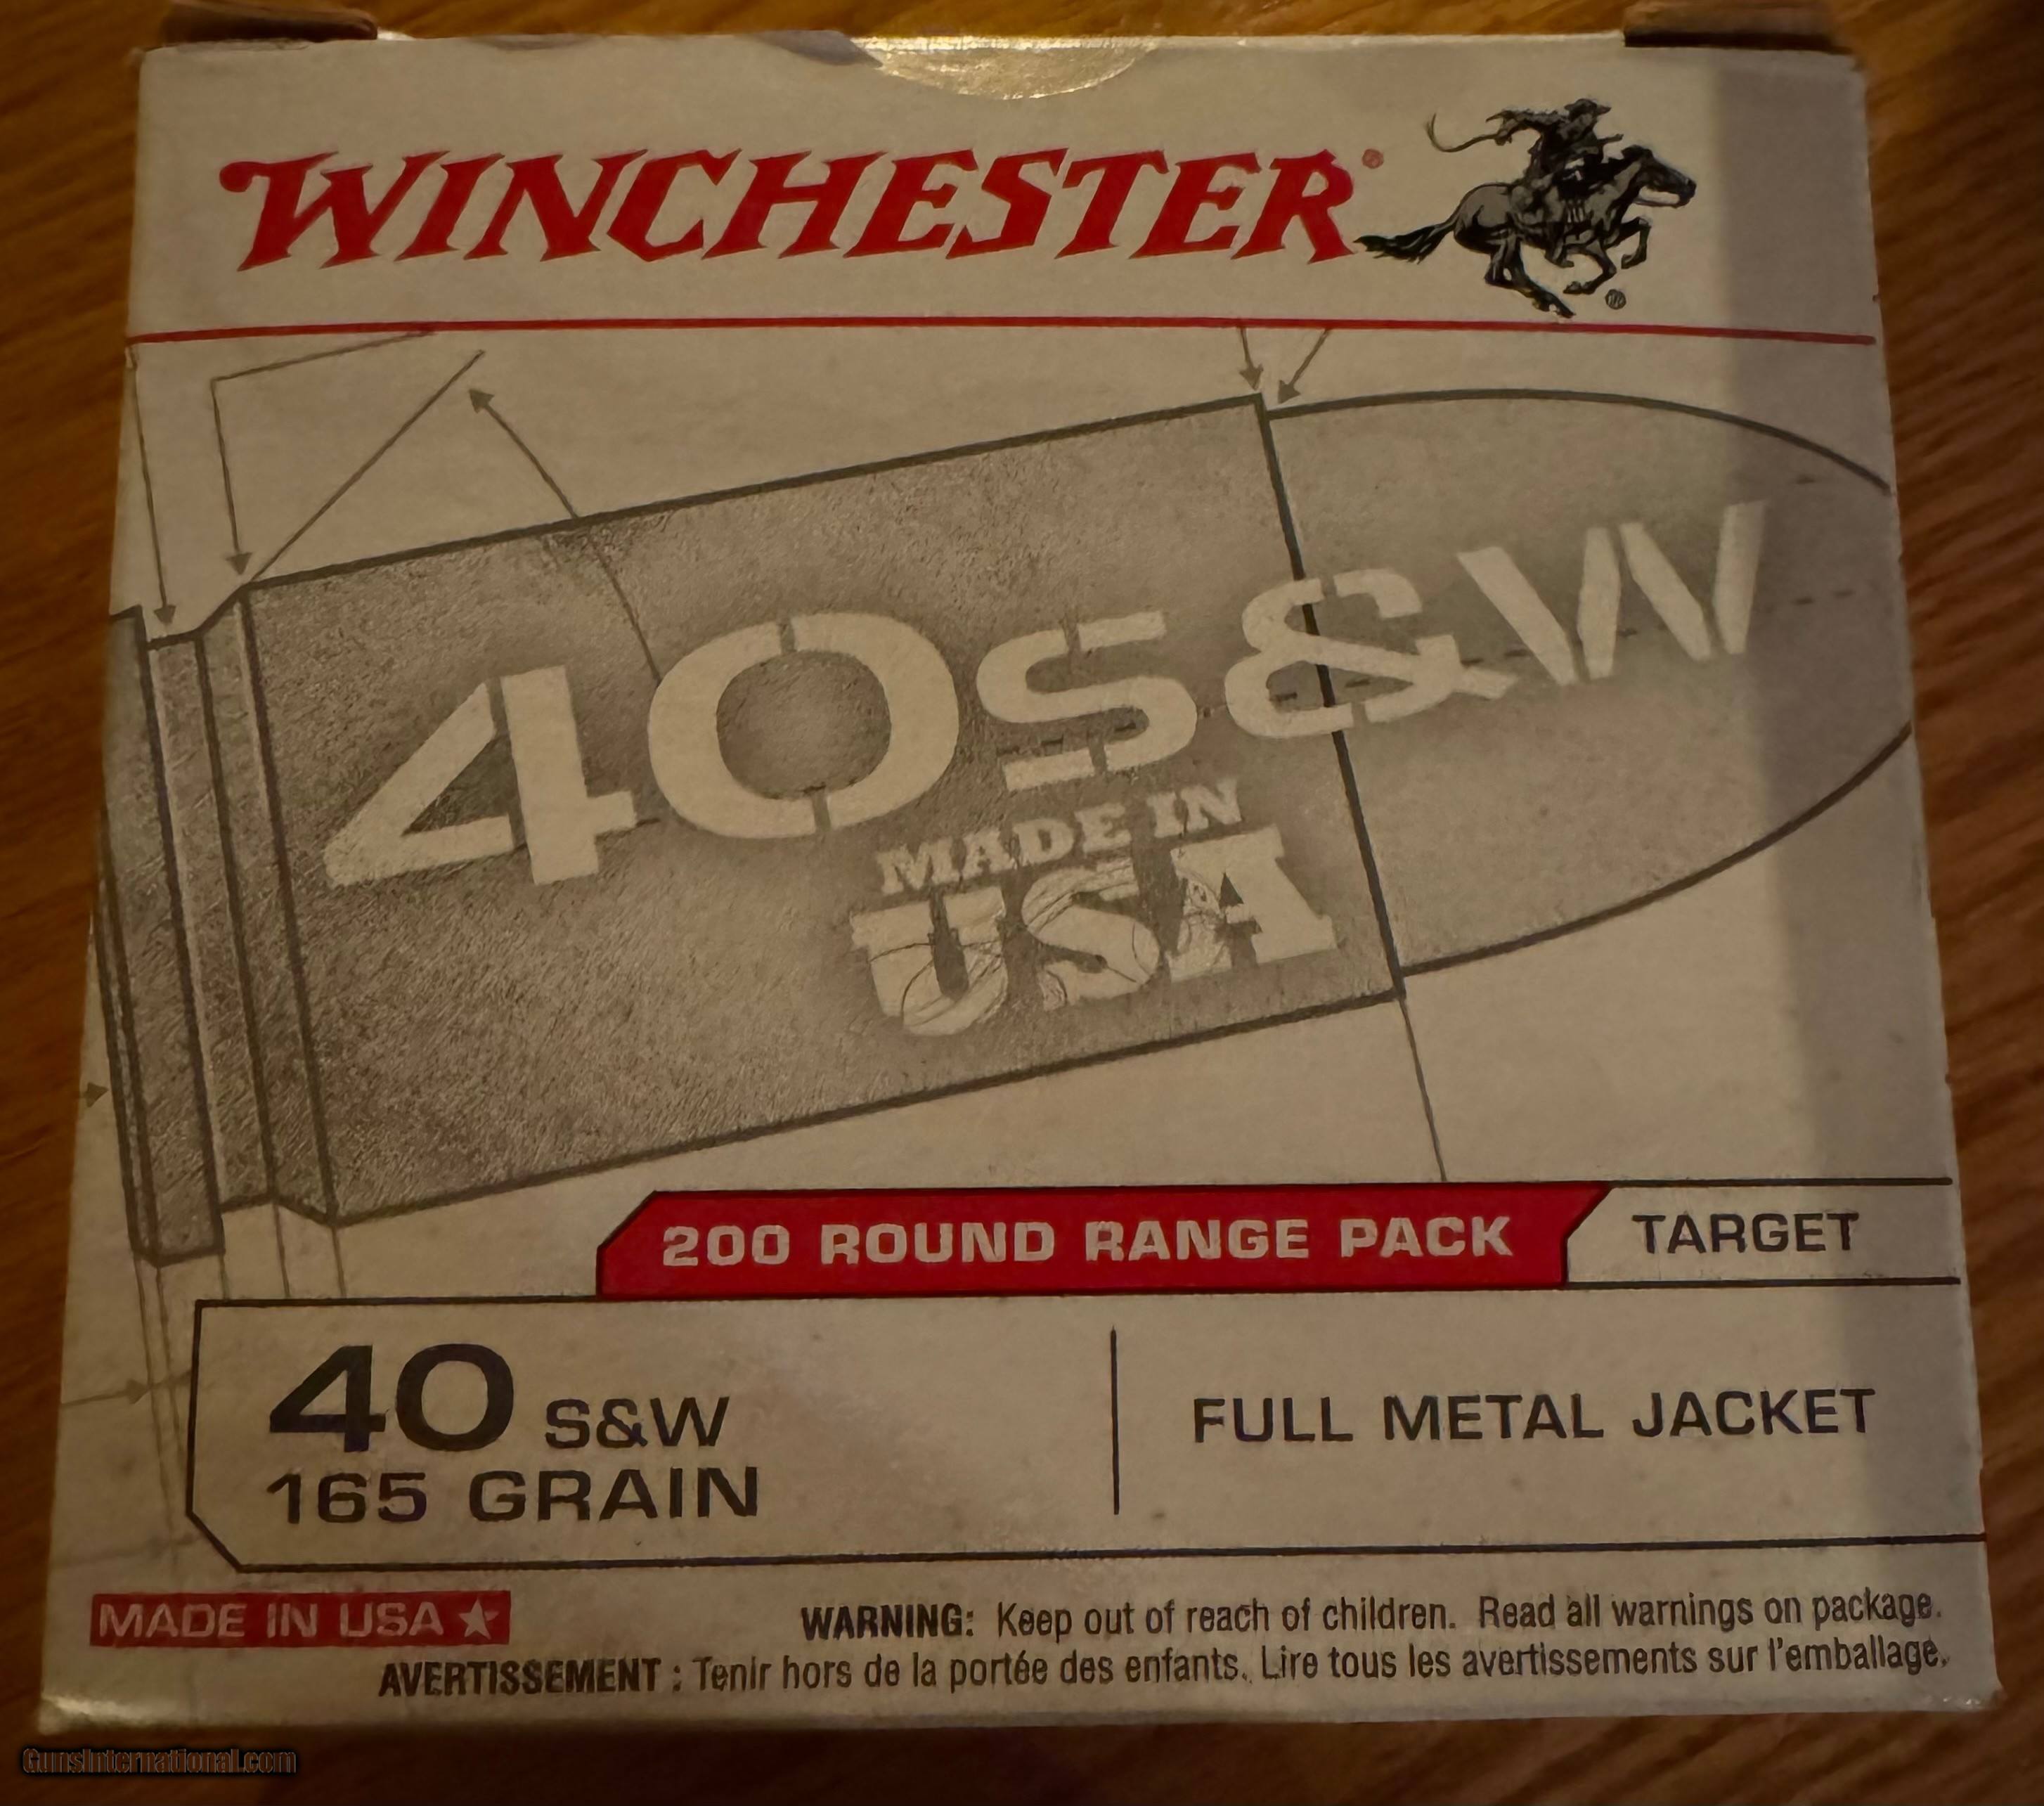 WINCHESTER®
40 S&W
MADE IN
USA
200 ROUND RANGE PACK TARGET
40 S&W FULL METAL JACKET
165 GRAIN
MADE IN USA
WARNING: Keep out of reach of children. Read all warnings on package.
AVERTISSEMENT : Tenir hors de la portée des enfants. Lire tous les avertissements sur l'emballage.
GunsInternational.com